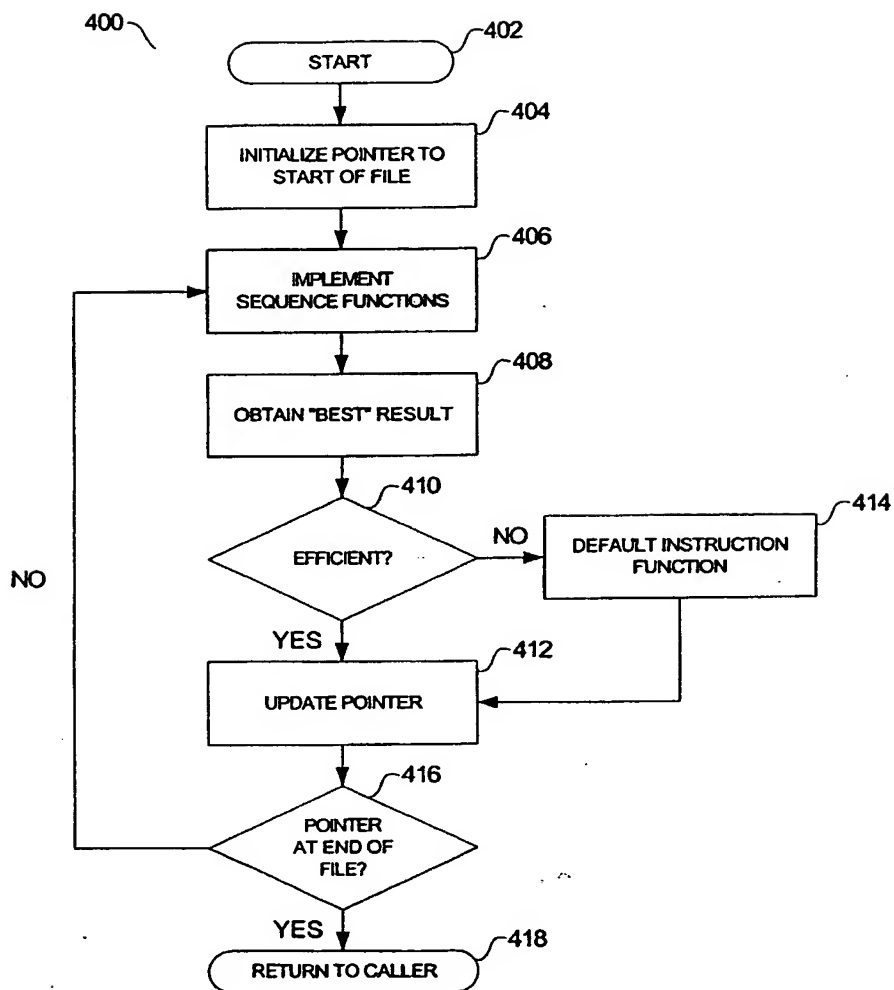 400
START
402
404
INITIALIZE POINTER TO
START OF FILE
406
IMPLEMENT
SEQUENCE FUNCTIONS
408
OBTAIN "BEST" RESULT
410
EFFICIENT?
NO
414
DEFAULT INSTRUCTION
FUNCTION
NO
YES
412
UPDATE POINTER
416
POINTER
AT END OF
FILE?
YES
418
RETURN TO CALLER